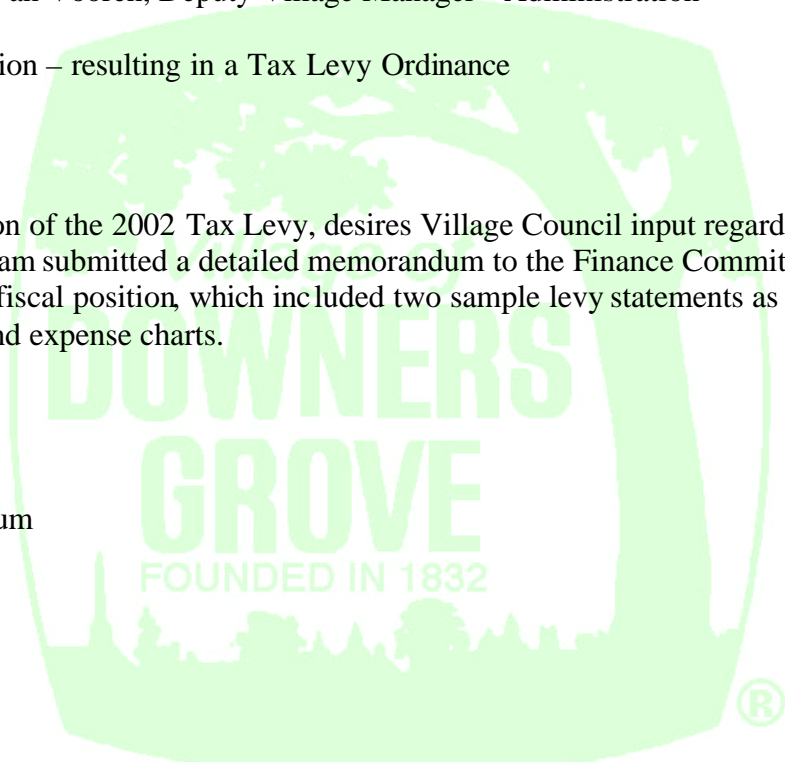 Deputy Village Manager – Administration
ion – resulting in a Tax Levy Ordinance
on of the 2002 Tax Levy, desires Village Council input regard
am submitted a detailed memorandum to the Finance Commit
fiscal position, which included two sample levy statements as
nd expense charts.
um
Village of
DOWNERS
GROVE
FOUNDED IN 1832
®